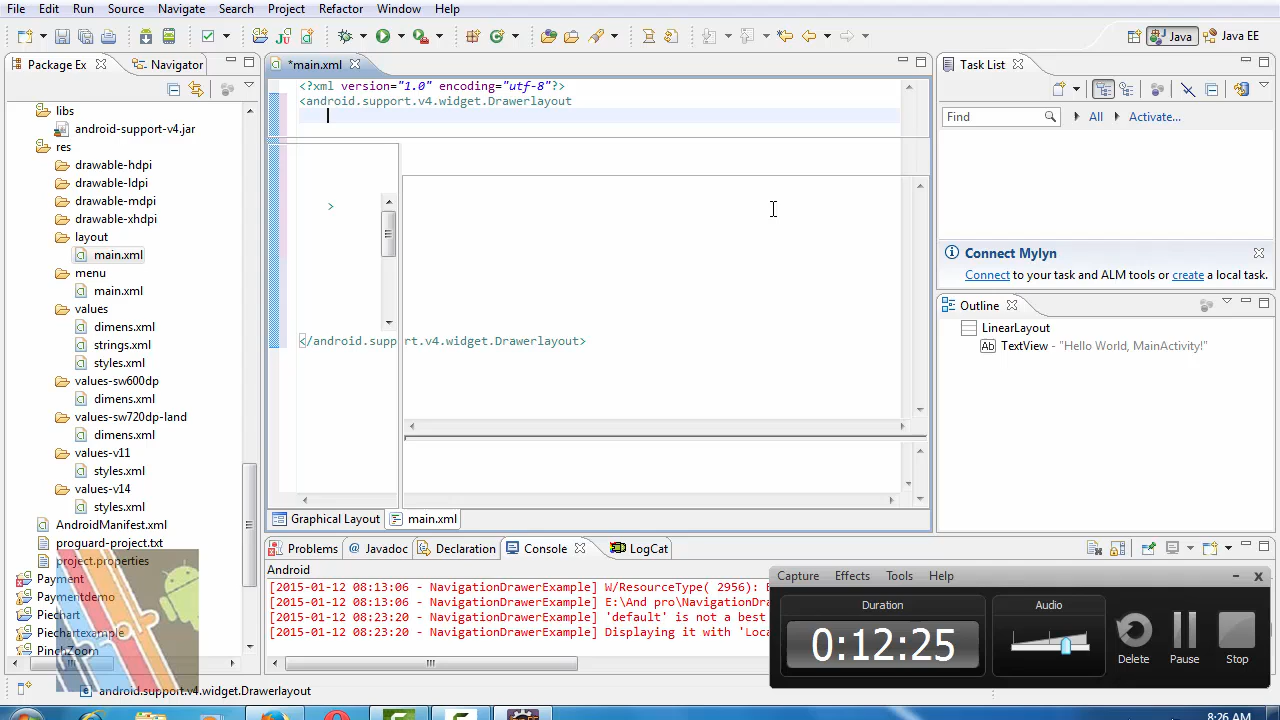 File Edit Run Source Navigate Search Project Refactor Window Help
Java Java EE
Package Ex Navigator
*main.xml
Task List
libs
android-support-v4.jar
res
drawable-hdpi
drawable-ldpi
drawable-mdpi
drawable-xhdpi
layout
main.xml
menu
main.xml
values
dimens.xml
strings.xml
styles.xml
values-sw600dp
dimens.xml
values-sw720dp-land
dimens.xml
values-v11
styles.xml
values-v14
styles.xml
AndroidManifest.xml
proguard-project.txt
project.properties
Payment
Paymentdemo
Piechart
Piechartexample
PinchZoom
<?xml version="1.0" encoding="utf-8"?>
<android.support.v4.widget.Drawerlayout
>
</android.support.v4.widget.Drawerlayout>
Graphical Layout main.xml
Find All Activate...
Connect Mylyn
Connect to your task and ALM tools or create a local task.
Outline
LinearLayout
Ab TextView - "Hello World, MainActivity!"
Problems Javadoc Declaration Console LogCat
Android
[2015-01-12 08:13:06 - NavigationDrawerExample] W/ResourceType( 2956):
[2015-01-12 08:13:06 - NavigationDrawerExample] E:\And pro\NavigationDrawe
[2015-01-12 08:23:20 - NavigationDrawerExample] 'default' is not a best
[2015-01-12 08:23:20 - NavigationDrawerExample] Displaying it with 'Loca
Capture Effects Tools Help
Duration
0:12:25
Audio
Delete Pause Stop
android.support.v4.widget.Drawerlayout
8:26 AM